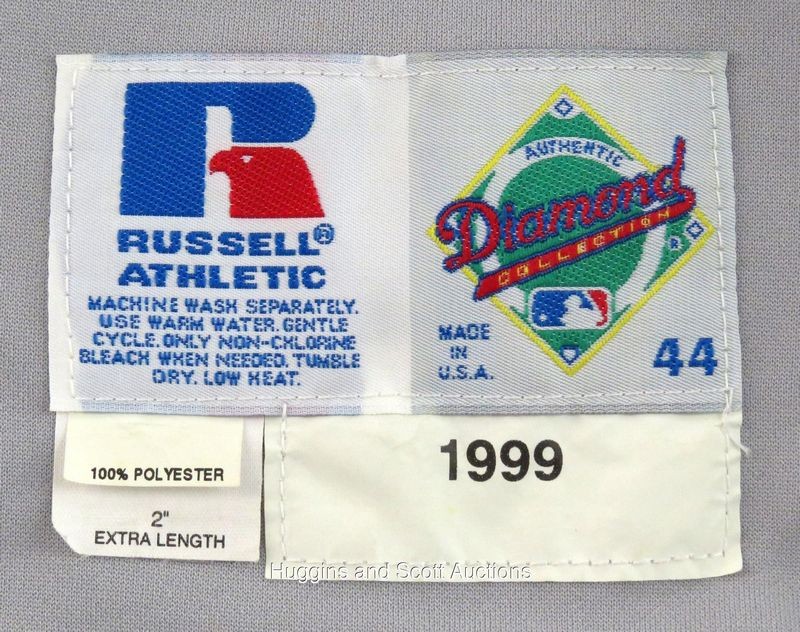 RUSSELL®
ATHLETIC
MACHINE WASH SEPARATELY.
USE WARM WATER. GENTLE
CYCLE. ONLY NON-CHLORINE
BLEACH WHEN NEEDED. TUMBLE
DRY. LOW HEAT.
AUTHENTIC
Diamond
COLLECTION
®
MADE
IN
U.S.A.
44
100% POLYESTER
2"
EXTRA LENGTH
1999
Huggins and Scott Auctions